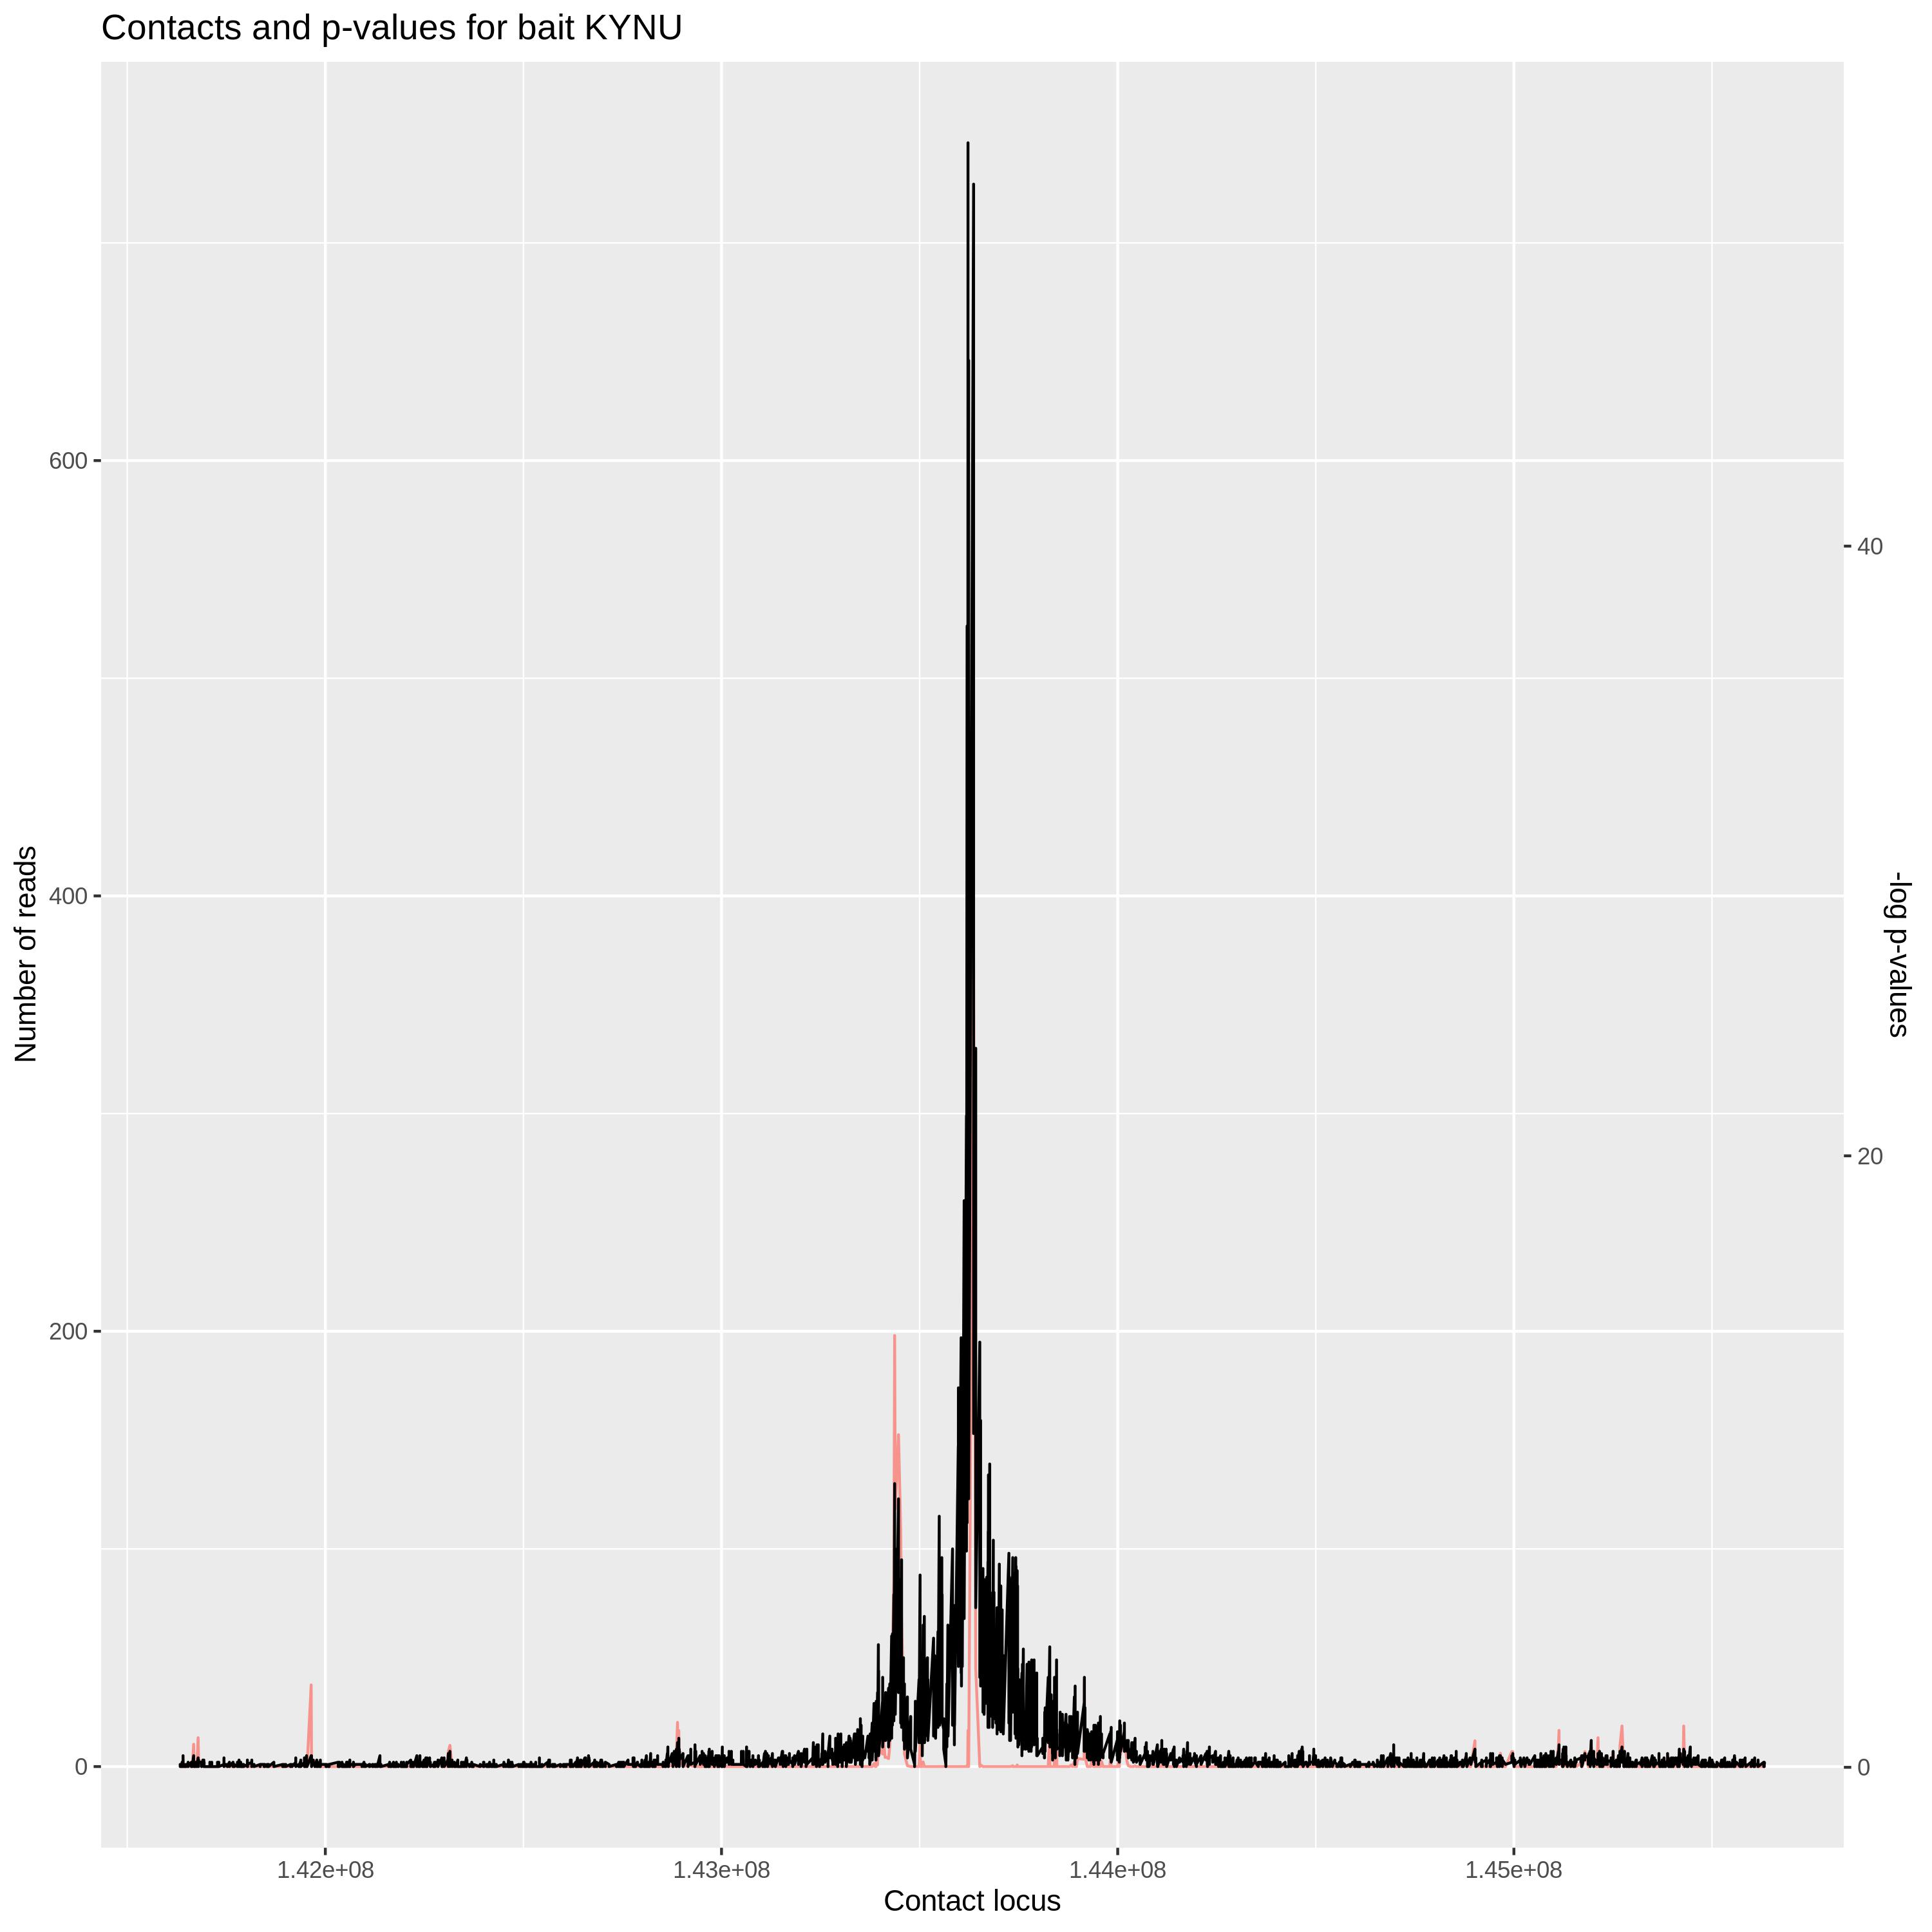 Contacts and p-values for bait KYNU
600
400
200
0
Number of reads
40
20
0
-log p-values
1.42e+08
1.43e+08
1.44e+08
1.45e+08
Contact locus